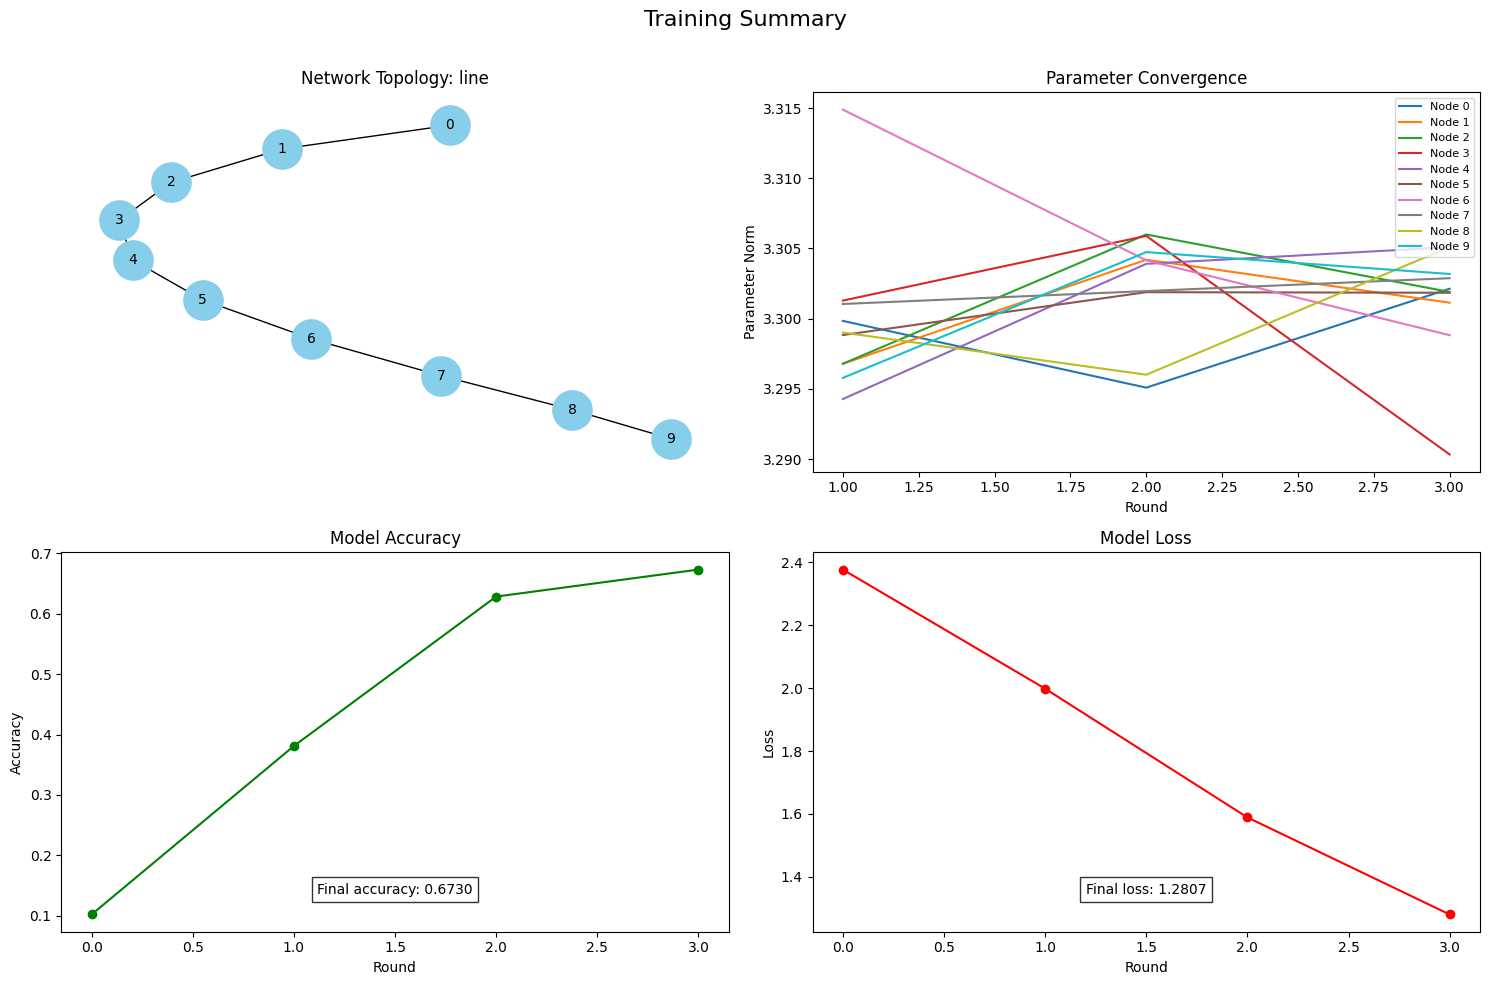 Training Summary
Network Topology: line
0
1
2
3
4
5
6
7
8
9
Parameter Convergence
Parameter Norm
3.315
3.310
3.305
3.300
3.295
3.290
Node 0
Node 1
Node 2
Node 3
Node 4
Node 5
Node 6
Node 7
Node 8
Node 9
1.00 1.25 1.50 1.75 2.00 2.25 2.50 2.75 3.00
Round
Model Accuracy
Accuracy
0.7
0.6
0.5
0.4
0.3
0.2
0.1
Final accuracy: 0.6730
0.0 0.5 1.0 1.5 2.0 2.5 3.0
Round
Model Loss
Loss
2.4
2.2
2.0
1.8
1.6
1.4
Final loss: 1.2807
0.0 0.5 1.0 1.5 2.0 2.5 3.0
Round